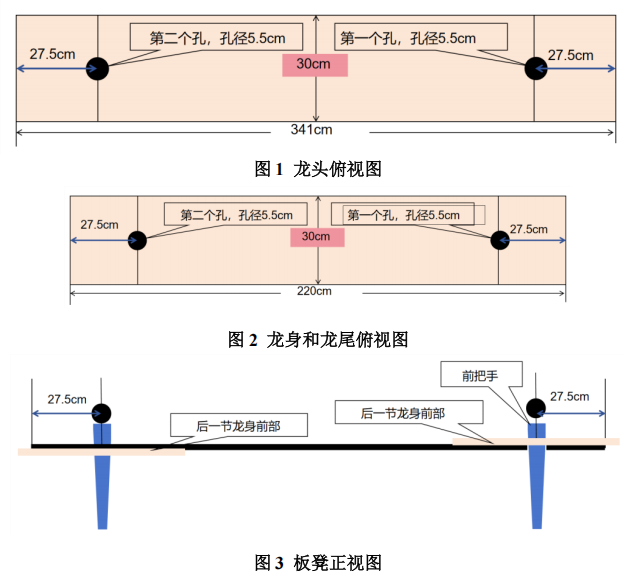 第二个孔，孔径5.5cm
第一个孔，孔径5.5cm
27.5cm
30cm
27.5cm
341cm
图1 龙头俯视图
第二个孔，孔径5.5cm
第一个孔，孔径5.5cm
27.5cm
30cm
27.5cm
220cm
图2 龙身和龙尾俯视图
前把手
27.5cm
27.5cm
后一节龙身前部
后一节龙身前部
图3 板凳正视图